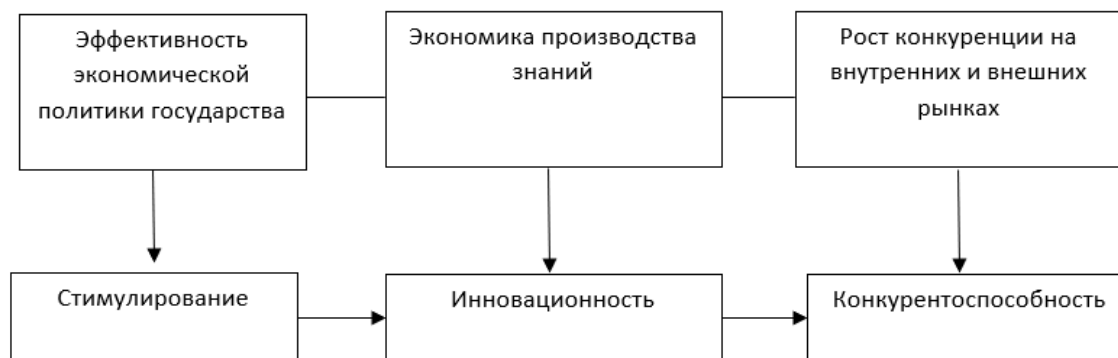 Эффективность
экономической
политики государства
Экономика производства
знаний
Рост конкуренции на
внутренних и внешних
рынках
Стимулирование
Инновационность
Конкурентоспособность